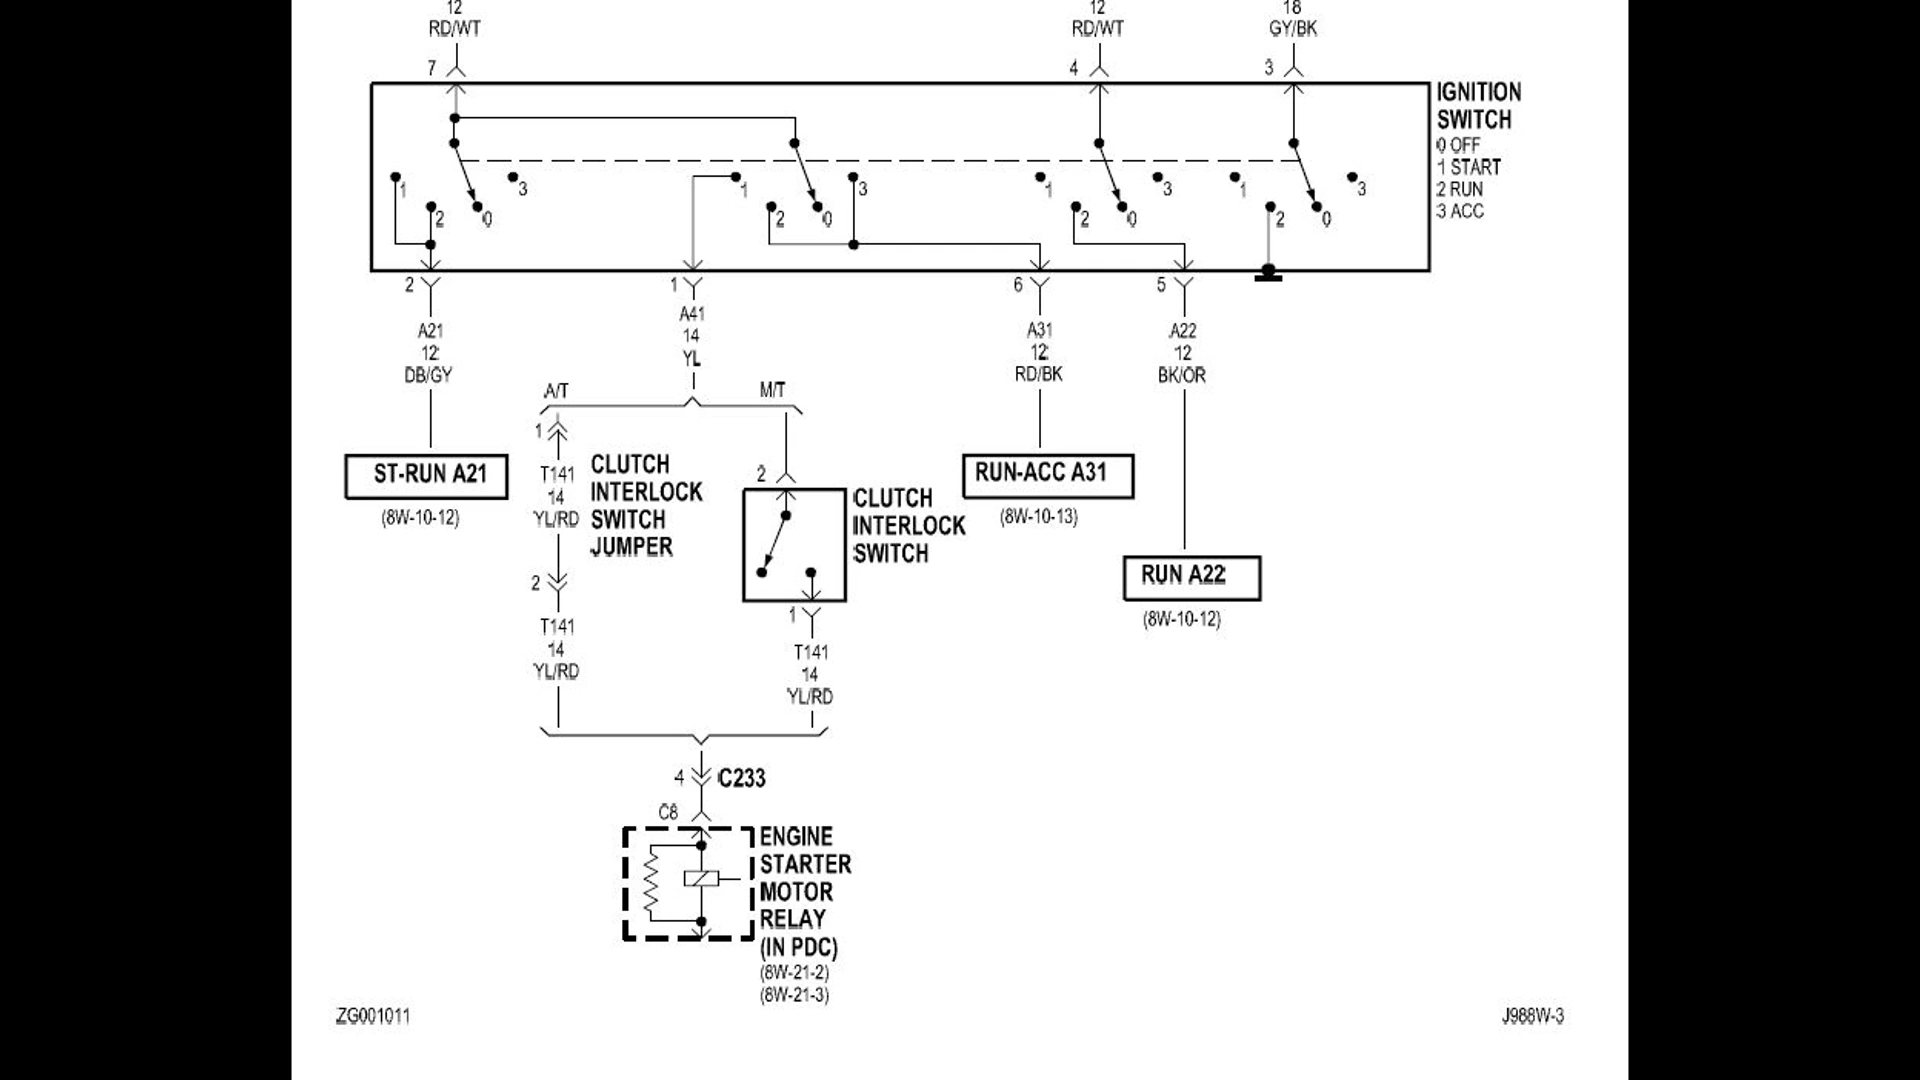 12
RD/WT
12
RD/WT
18
GY/BK
7
4
3
IGNITION
SWITCH
0 OFF
1 START
2 RUN
3 ACC
1
2
0
3
1
2
0
3
1
2
0
3
1
2
0
3
2
1
6
5
A21
12
DB/GY
A41
14
YL
A31
12
RD/BK
A22
12
BK/OR
A/T
M/T
1
ST-RUN A21
(8W-10-12)
T141
14
YL/RD
CLUTCH
INTERLOCK
SWITCH
JUMPER
2
2
CLUTCH
INTERLOCK
SWITCH
RUN-ACC A31
(8W-10-13)
RUN A22
(8W-10-12)
T141
14
YL/RD
1
T141
14
YL/RD
4
C233
C8
ENGINE
STARTER
MOTOR
RELAY
(IN PDC)
(8W-21-2)
(8W-21-3)
ZG001011
J988W-3